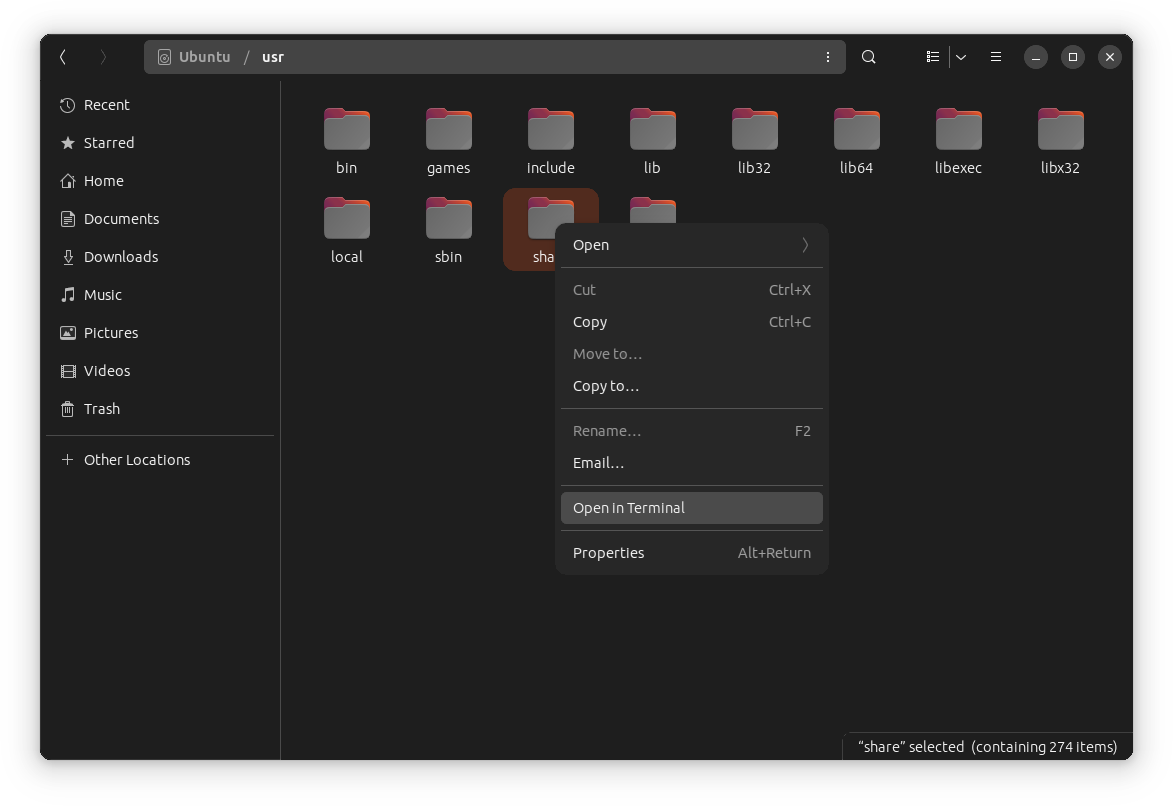 Ubuntu / usr
Recent
Starred
Home
Documents
Downloads
Music
Pictures
Videos
Trash
Other Locations
bin games include lib lib32 lib64 libexec libx32
local sbin sha
Open
Cut Ctrl+X
Copy Ctrl+C
Move to…
Copy to…
Rename… F2
Email…
Open in Terminal
Properties Alt+Return
“share” selected (containing 274 items)